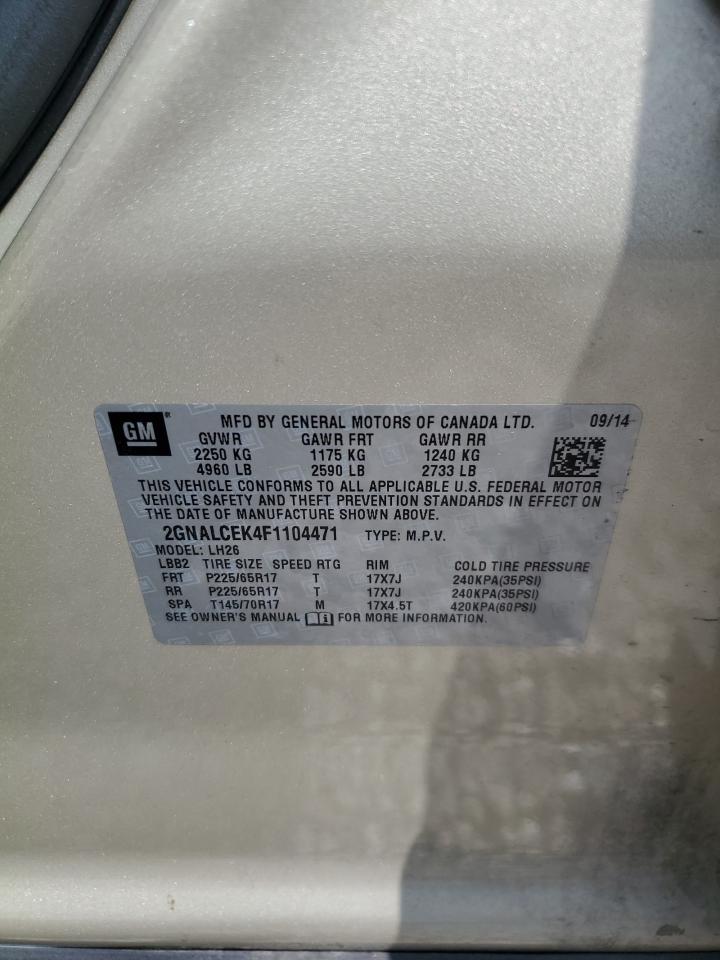 GM® MFD BY GENERAL MOTORS OF CANADA LTD. 09/14
GVWR GAWR FRT GAWR RR
2250 KG 1175 KG 1240 KG
4960 LB 2590 LB 2733 LB
THIS VEHICLE CONFORMS TO ALL APPLICABLE U.S. FEDERAL MOTOR
VEHICLE SAFETY AND THEFT PREVENTION STANDARDS IN EFFECT ON
THE DATE OF MANUFACTURE SHOWN ABOVE.
2GNALCEK4F1104471 TYPE: M.P.V.
MODEL: LH26
LBB2 TIRE SIZE SPEED RTG RIM COLD TIRE PRESSURE
FRT P225/65R17 T 17X7J 240KPA(35PSI)
RR P225/65R17 T 17X7J 240KPA(35PSI)
SPA T145/70R17 M 17X4.5T 420KPA(60PSI)
SEE OWNER'S MANUAL FOR MORE INFORMATION.